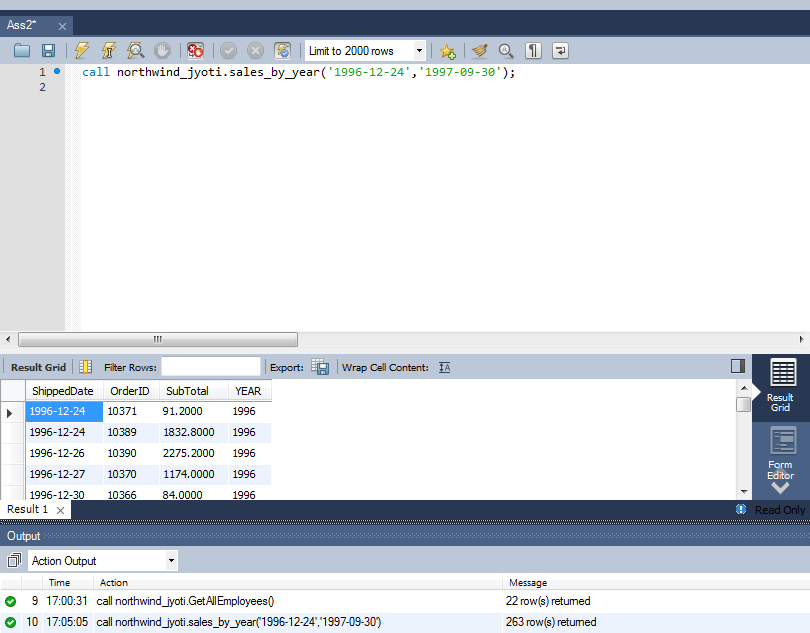 Ass2*
Limit to 2000 rows
1 call northwind_jyoti.sales_by_year('1996-12-24','1997-09-30');
2
Result Grid Filter Rows: Export: Wrap Cell Content: IA
ShippedDate OrderID SubTotal YEAR
1996-12-24 10371 91.2000 1996
1996-12-24 10389 1832.8000 1996
1996-12-26 10390 2275.2000 1996
1996-12-27 10370 1174.0000 1996
1996-12-30 10366 84.0000 1996
Result
Grid
Form
Editor
Result 1 Read Only
Output
Action Output
Time Action Message
9 17:00:31 call northwind_jyoti.GetAllEmployees() 22 row(s) returned
10 17:05:05 call northwind_jyoti.sales_by_year('1996-12-24','1997-09-30') 263 row(s) returned